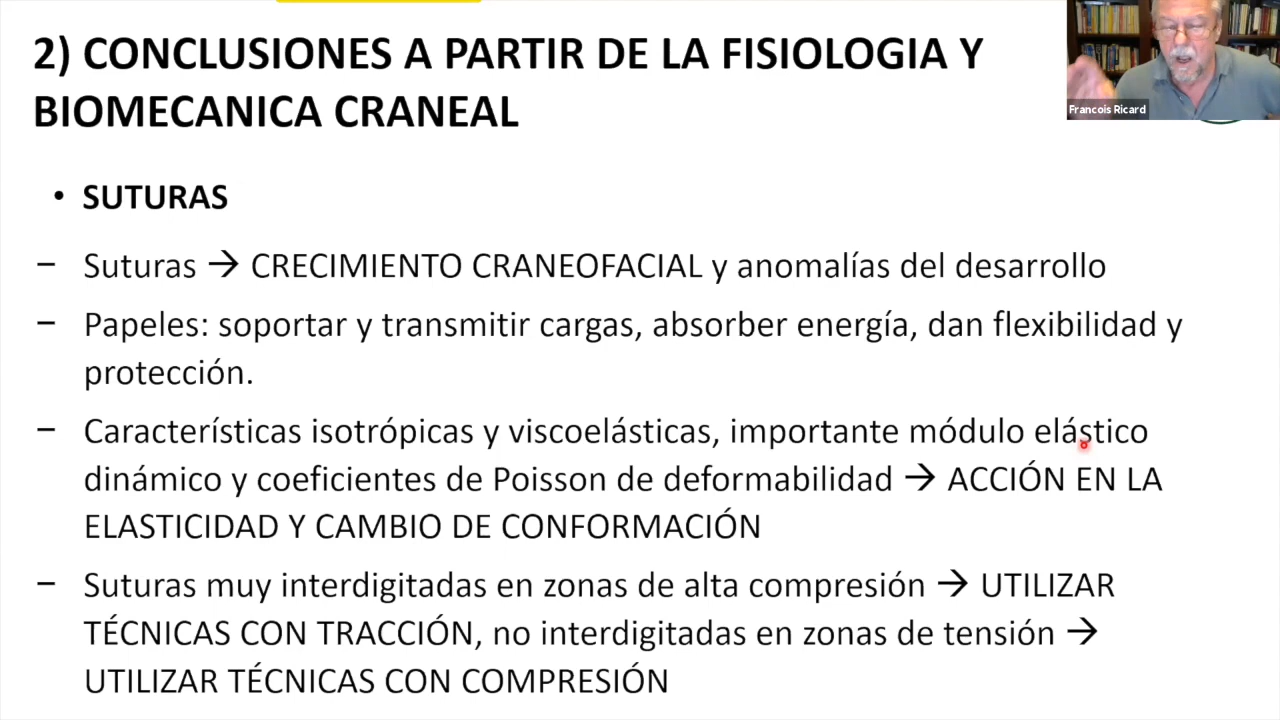 2) CONCLUSIONES A PARTIR DE LA FISIOLOGIA Y
BIOMECANICA CRANEAL
Francois Ricard
• SUTURAS
– Suturas → CRECIMIENTO CRANEOFACIAL y anomalías del desarrollo
– Papeles: soportar y transmitir cargas, absorber energía, dan flexibilidad y
protección.
– Características isotrópicas y viscoelásticas, importante módulo elástico
dinámico y coeficientes de Poisson de deformabilidad → ACCIÓN EN LA
ELASTICIDAD Y CAMBIO DE CONFORMACIÓN
– Suturas muy interdigitadas en zonas de alta compresión → UTILIZAR
TÉCNICAS CON TRACCIÓN, no interdigitadas en zonas de tensión →
UTILIZAR TÉCNICAS CON COMPRESIÓN